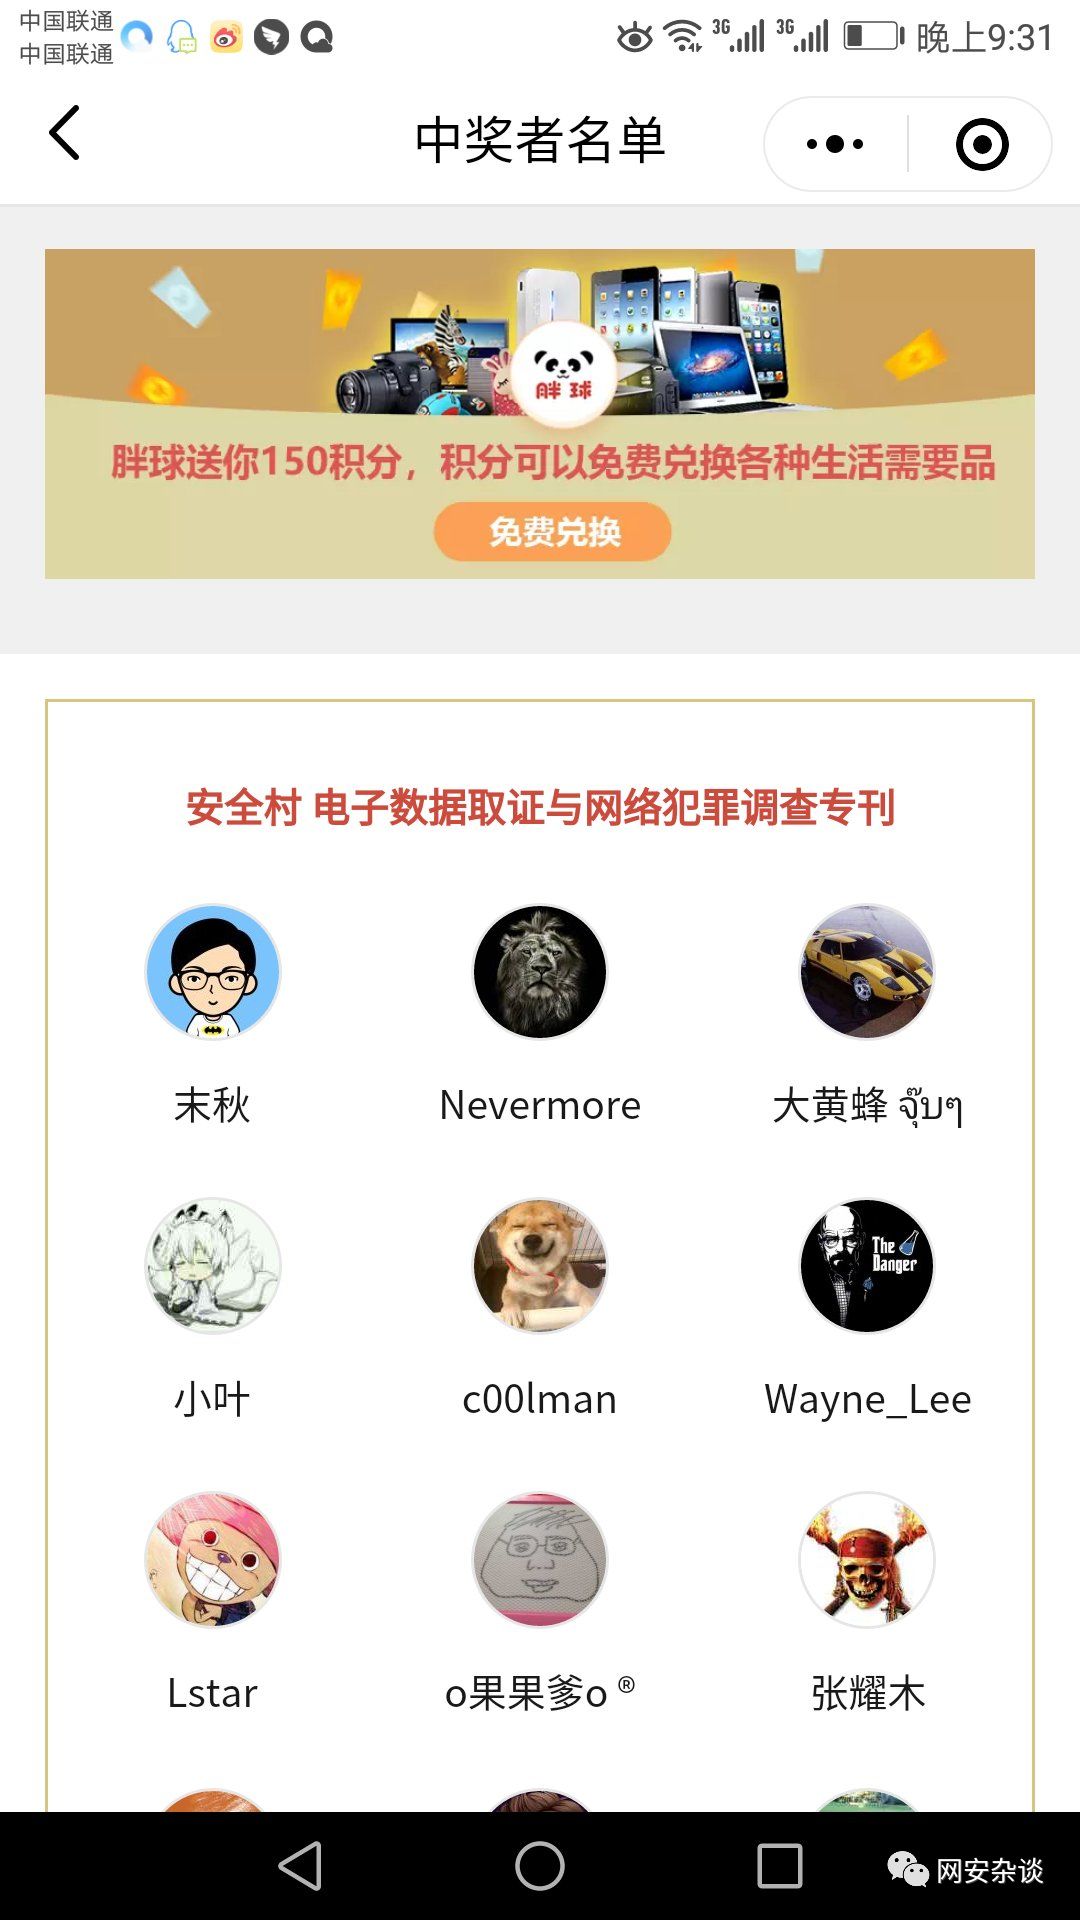 中国联通
中国联通
3G 3G 晚上9:31
中奖者名单
胖球
胖球送你150积分，积分可以免费兑换各种生活需要品
免费兑换
安全村 电子数据取证与网络犯罪调查专刊
末秋 Nevermore 大黄蜂 จุ๊บๆ
The Danger
小叶 c00lman Wayne_Lee
Lstar o果果爹o ® 张耀木
网安杂谈